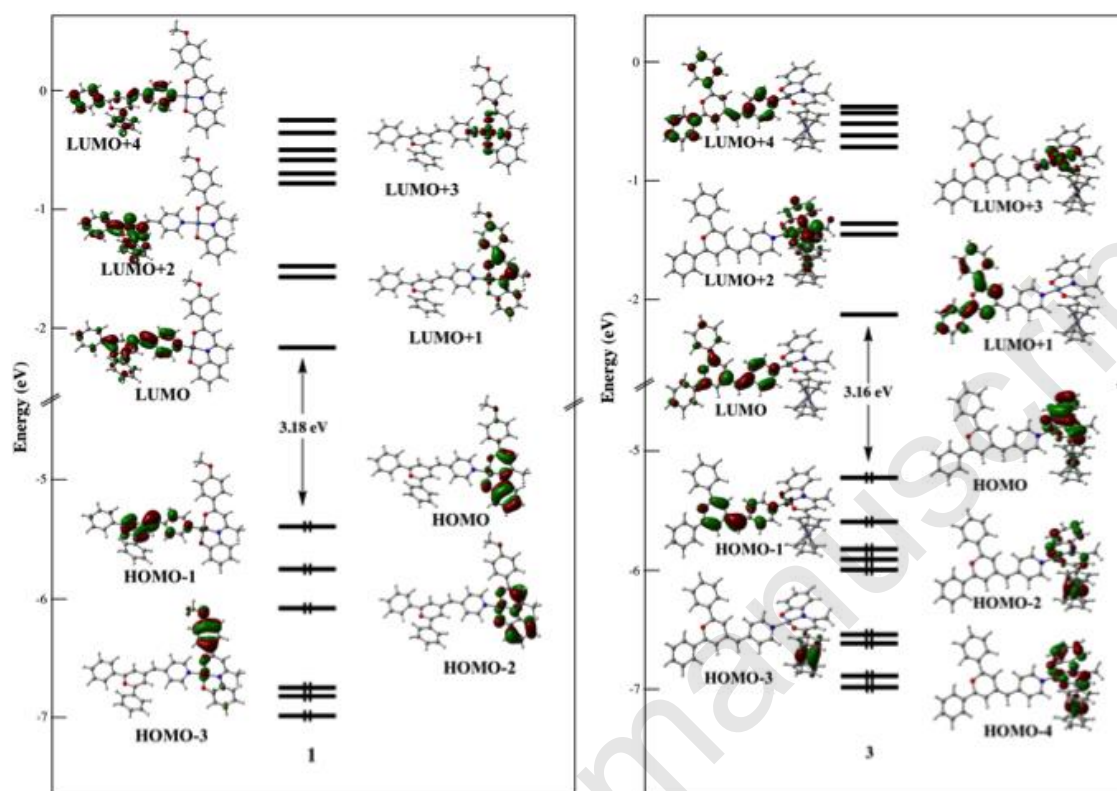 0
-1
-2
-5
-6
-7
Energy (eV)
LUMO+4
LUMO+3
LUMO+2
LUMO+1
LUMO
3.18 eV
HOMO
HOMO-1
HOMO-2
HOMO-3
1
0
-1
-2
-5
-6
-7
Energy (eV)
LUMO+4
LUMO+3
LUMO+2
LUMO+1
LUMO
3.16 eV
HOMO
HOMO-1
HOMO-2
HOMO-3
HOMO-4
3
manuscri